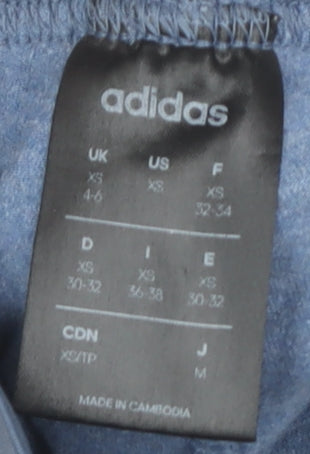 adidas
UK US F
XS XS XS
4-6 32-34
D I E
XS XS XS
30-32 36-38 30-32
CDN J
XS/TP M
MADE IN CAMBODIA